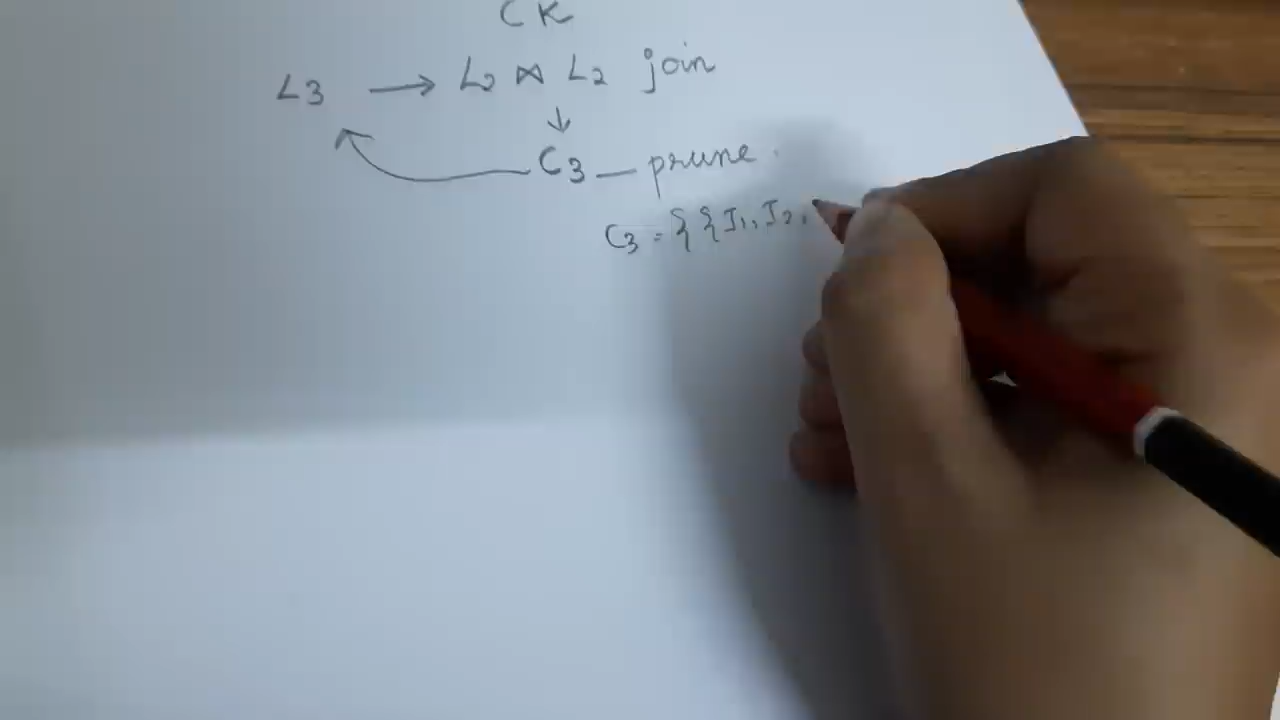 CK
L3 → L2 ⋈ L2 join
↓
C3 — prune.
C3 = { { I1, I2,